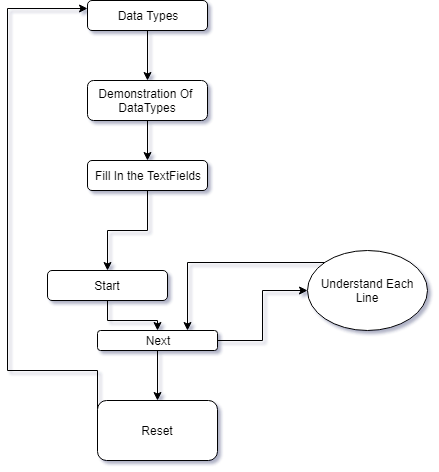 Data Types
Demonstration Of
DataTypes
Fill In the TextFields
Start
Understand Each
Line
Next
Reset